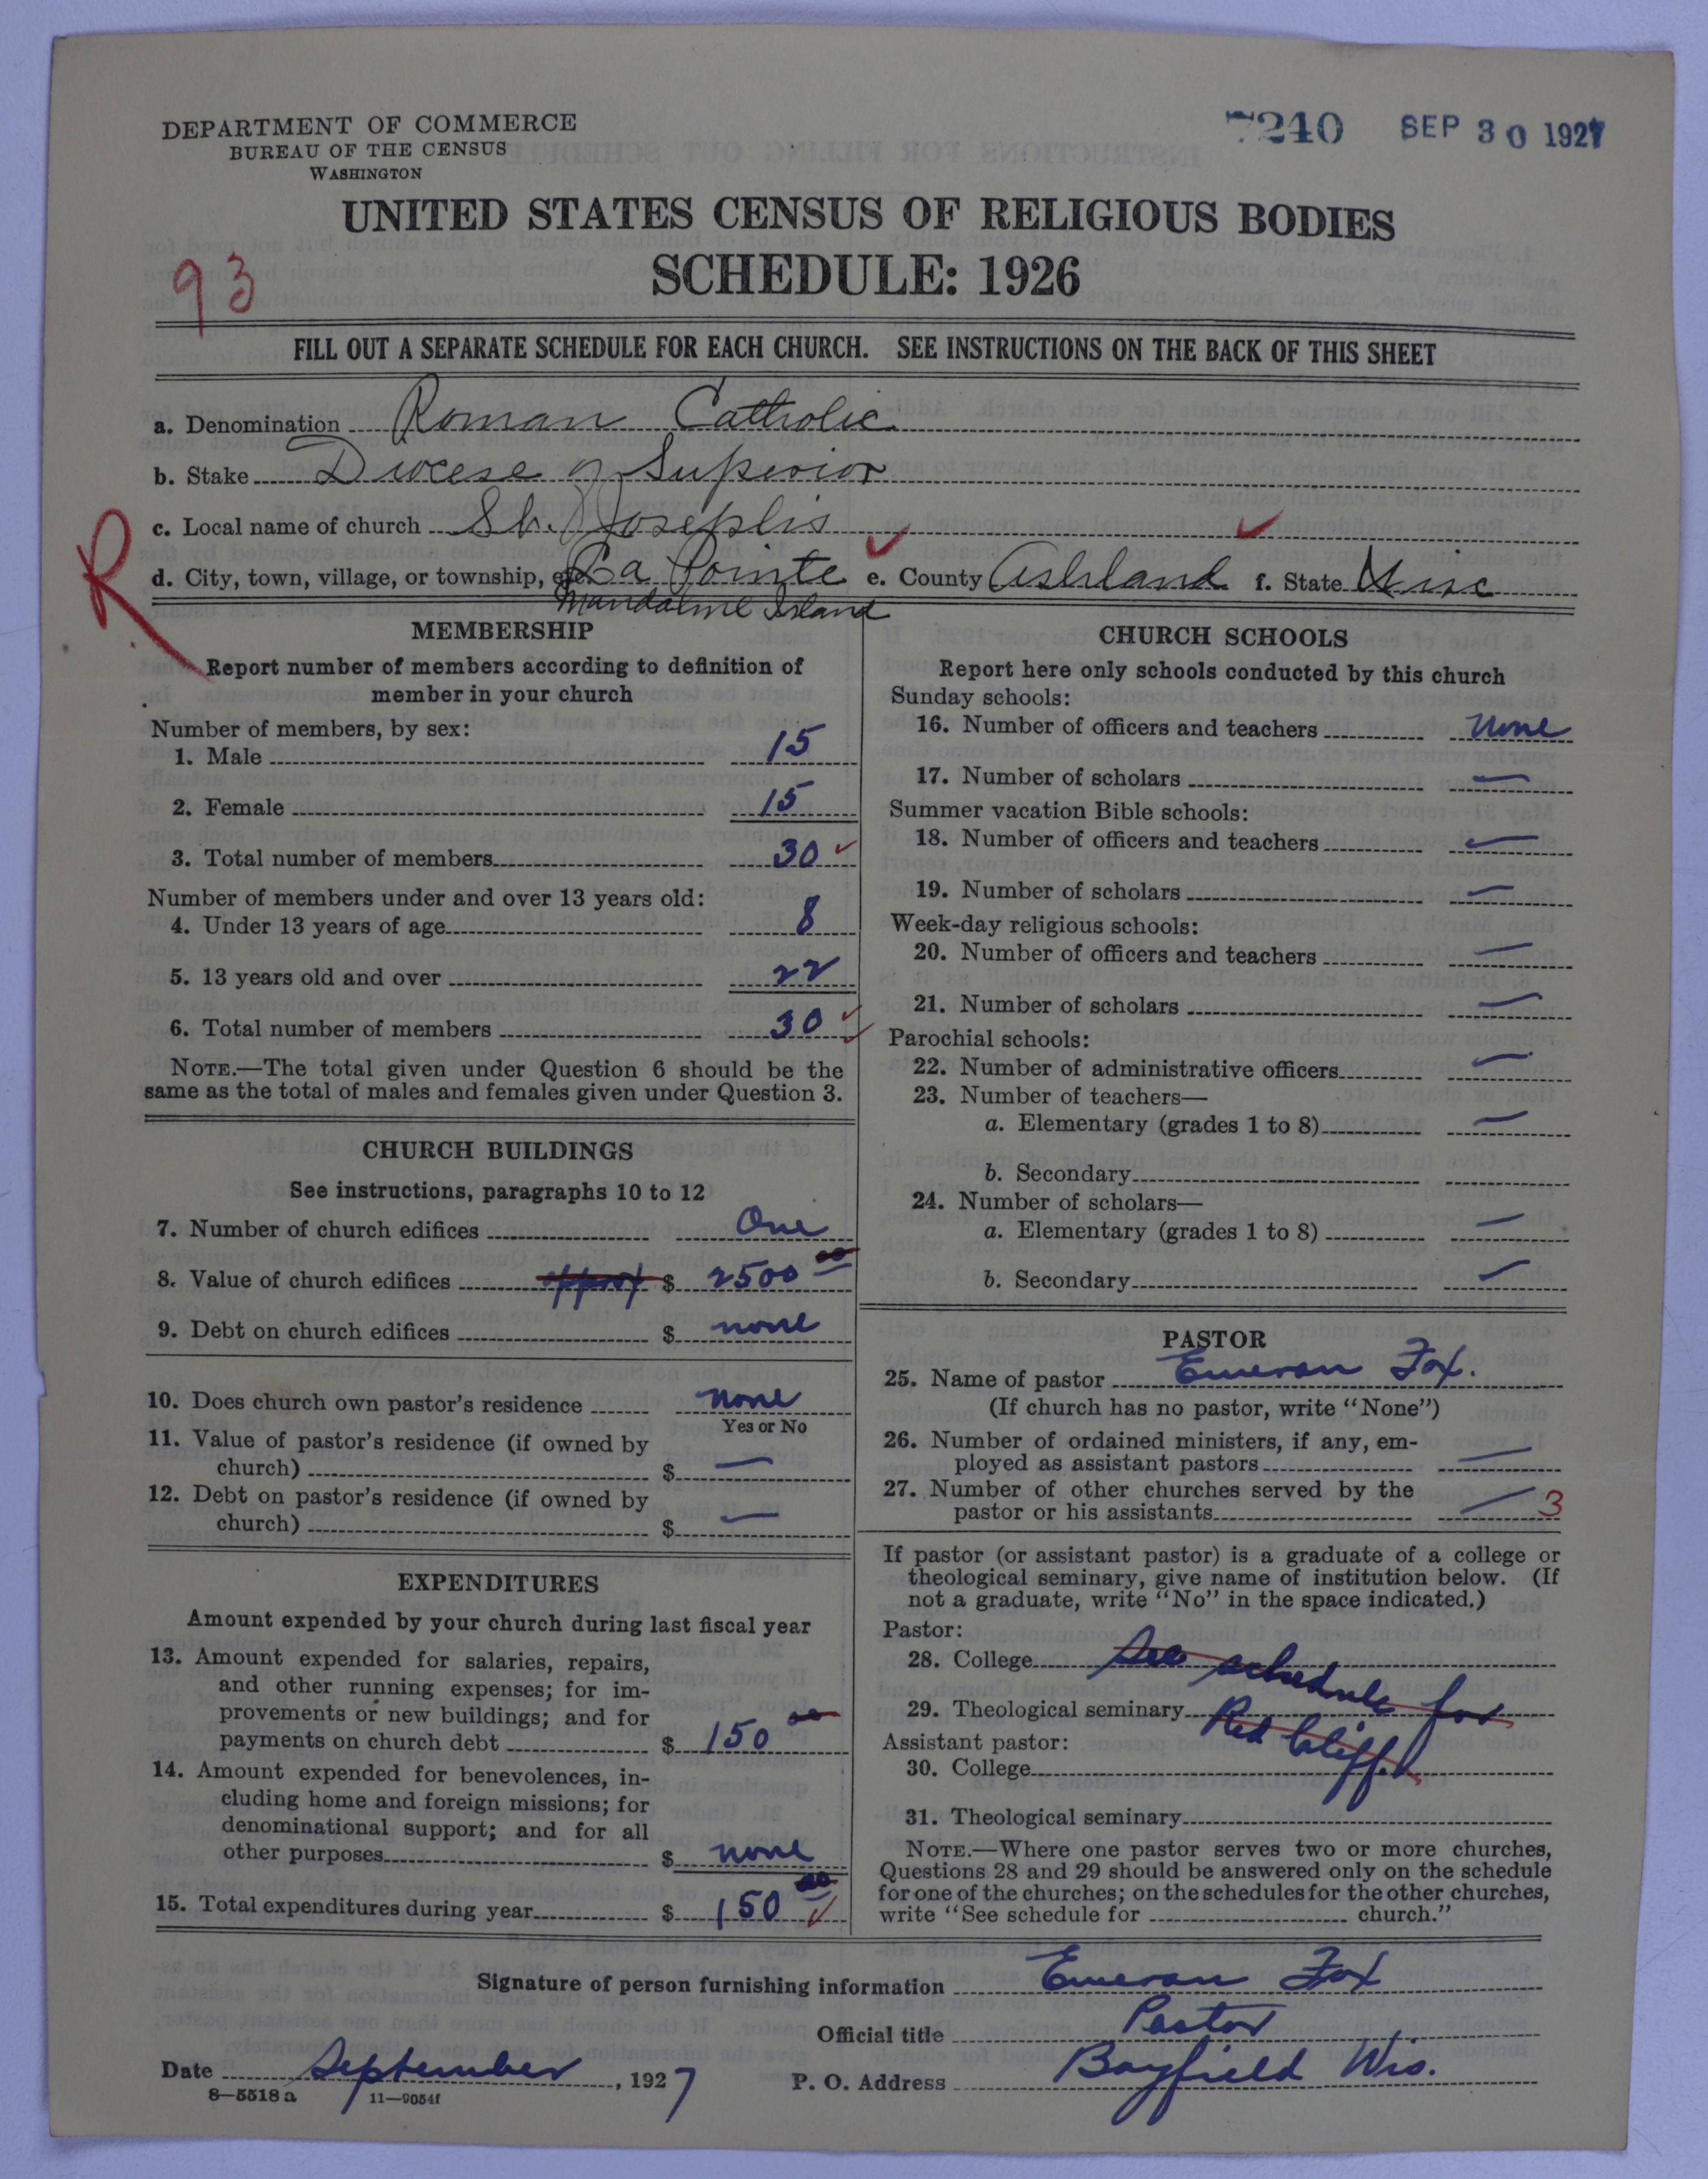 DEPARTMENT OF COMMERCE
BUREAU OF THE CENSUS
WASHINGTON
7240 SEP 30 1927
UNITED STATES CENSUS OF RELIGIOUS BODIES
SCHEDULE: 1926
93
FILL OUT A SEPARATE SCHEDULE FOR EACH CHURCH. SEE INSTRUCTIONS ON THE BACK OF THIS SHEET
a. Denomination Roman Catholic
b. Stake Diocese of Superior
c. Local name of church St. Josephs
R
d. City, town, village, or township, etc. La Pointe e. County Ashland f. State Wisc
Mandaline Island
MEMBERSHIP
Report number of members according to definition of
member in your church
Number of members, by sex:
1. Male 15
2. Female 15
3. Total number of members 30
Number of members under and over 13 years old:
4. Under 13 years of age 8
5. 13 years old and over 22
6. Total number of members 30
NOTE.—The total given under Question 6 should be the
same as the total of males and females given under Question 3.
CHURCH BUILDINGS
See instructions, paragraphs 10 to 12
7. Number of church edifices One
8. Value of church edifices approx $ 2500 00
9. Debt on church edifices $ none
10. Does church own pastor's residence none
Yes or No
11. Value of pastor's residence (if owned by
church) $ —
12. Debt on pastor's residence (if owned by
church) $ —
EXPENDITURES
Amount expended by your church during last fiscal year
13. Amount expended for salaries, repairs,
and other running expenses; for im-
provements or new buildings; and for
payments on church debt $ 150 00
14. Amount expended for benevolences, in-
cluding home and foreign missions; for
denominational support; and for all
other purposes $ none
15. Total expenditures during year $ 150 00
CHURCH SCHOOLS
Report here only schools conducted by this church
Sunday schools:
16. Number of officers and teachers None
17. Number of scholars —
Summer vacation Bible schools:
18. Number of officers and teachers —
19. Number of scholars —
Week-day religious schools:
20. Number of officers and teachers —
21. Number of scholars —
Parochial schools:
22. Number of administrative officers —
23. Number of teachers—
a. Elementary (grades 1 to 8) —
b. Secondary
24. Number of scholars—
a. Elementary (grades 1 to 8) —
b. Secondary —
PASTOR
25. Name of pastor Emeran Fox.
(If church has no pastor, write "None")
26. Number of ordained ministers, if any, em-
ployed as assistant pastors —
27. Number of other churches served by the
pastor or his assistants — 3
If pastor (or assistant pastor) is a graduate of a college or
theological seminary, give name of institution below. (If
not a graduate, write "No" in the space indicated.)
Pastor:
28. College See schedule for
29. Theological seminary Red Cliff.
Assistant pastor:
30. College
31. Theological seminary
NOTE.—Where one pastor serves two or more churches,
Questions 28 and 29 should be answered only on the schedule
for one of the churches; on the schedules for the other churches,
write "See schedule for church."
Signature of person furnishing information Emeran Fox
Official title Pastor
Date September, 1927 P. O. Address Bayfield Wis.
8—5518a 11—9054f